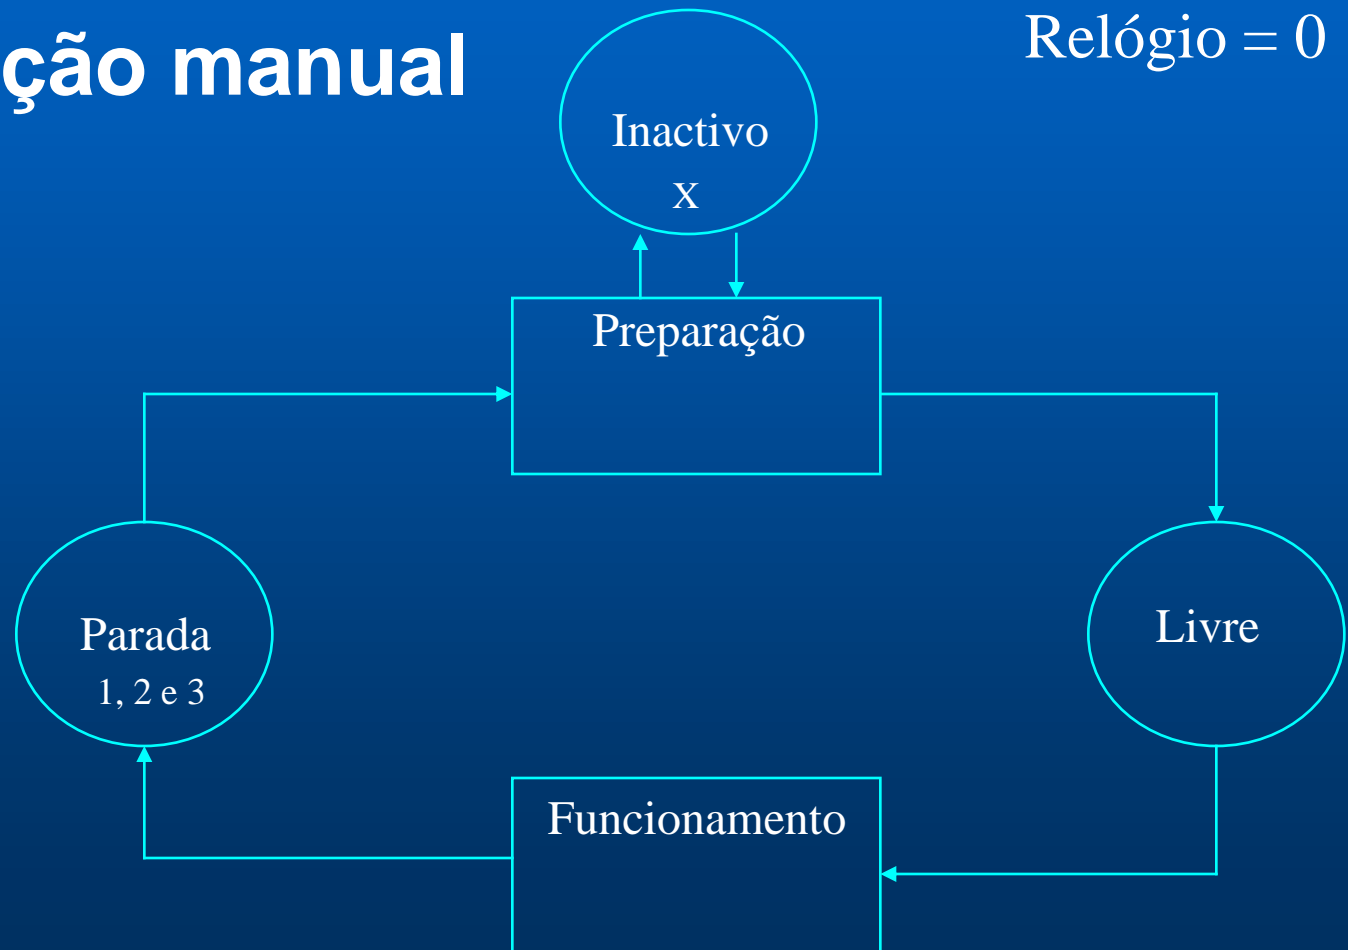 ção manual
Relógio = 0
Inactivo
X
Preparação
Parada
1, 2 e 3
Livre
Funcionamento